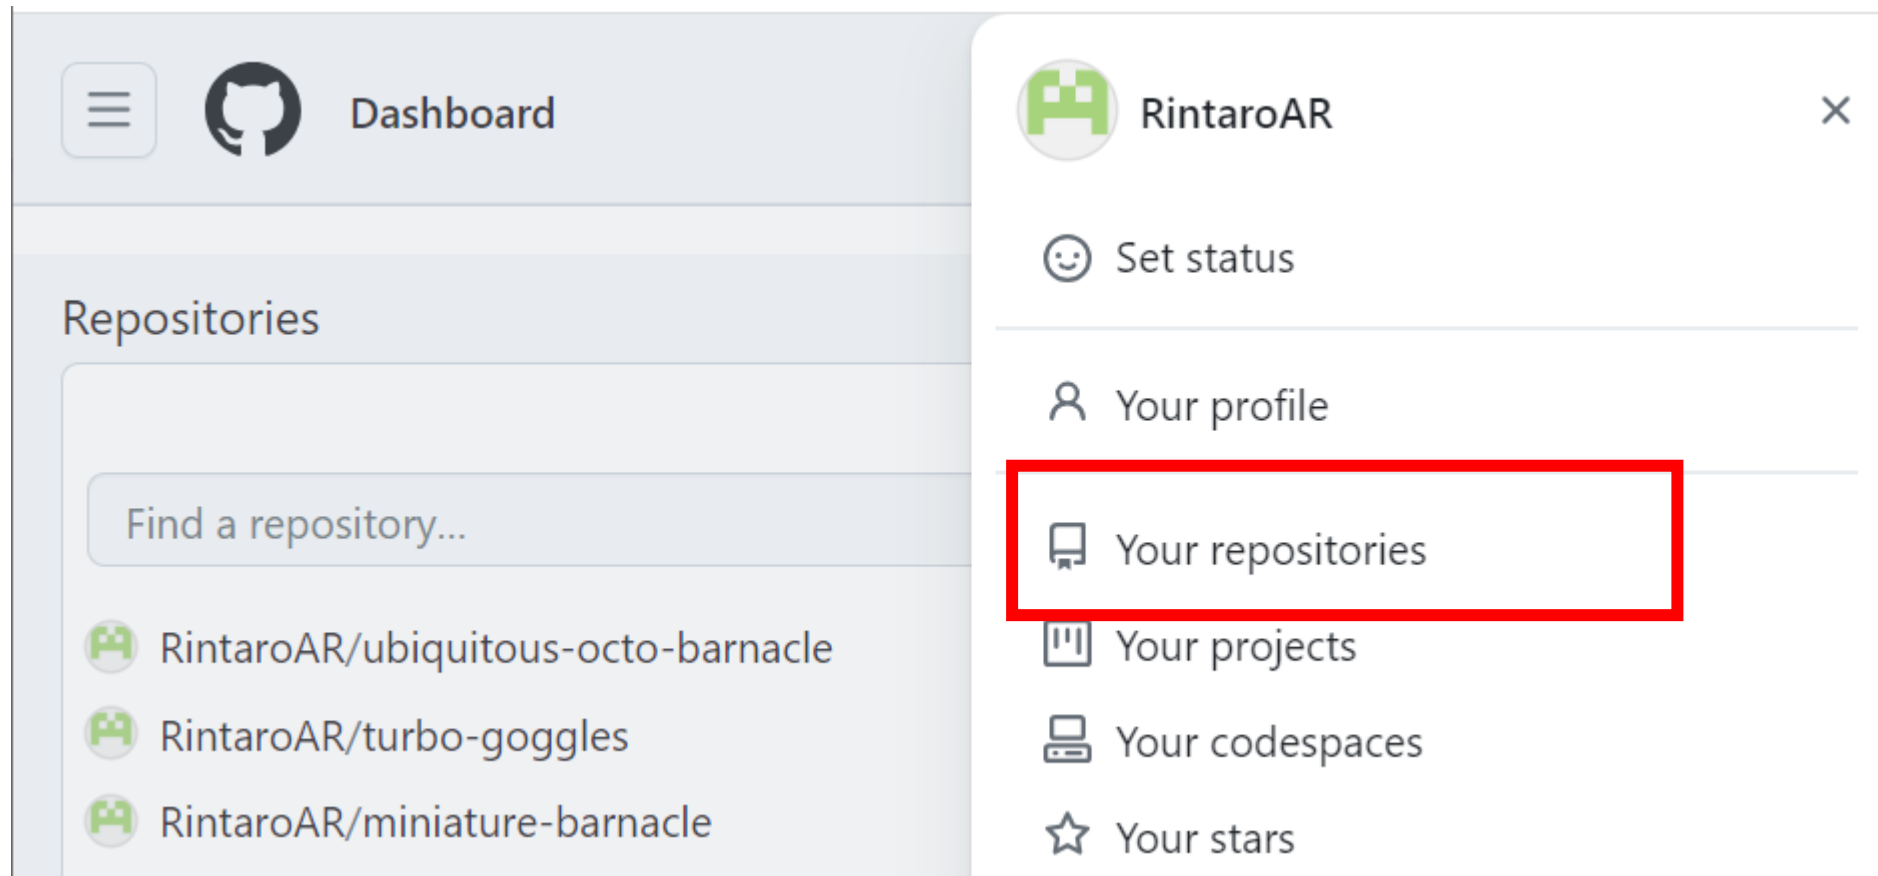 Dashboard
Repositories
Find a repository...
RintaroAR/ubiquitous-octo-barnacle
RintaroAR/turbo-goggles
RintaroAR/miniature-barnacle
RintaroAR
Set status
Your profile
Your repositories
Your projects
Your codespaces
Your stars